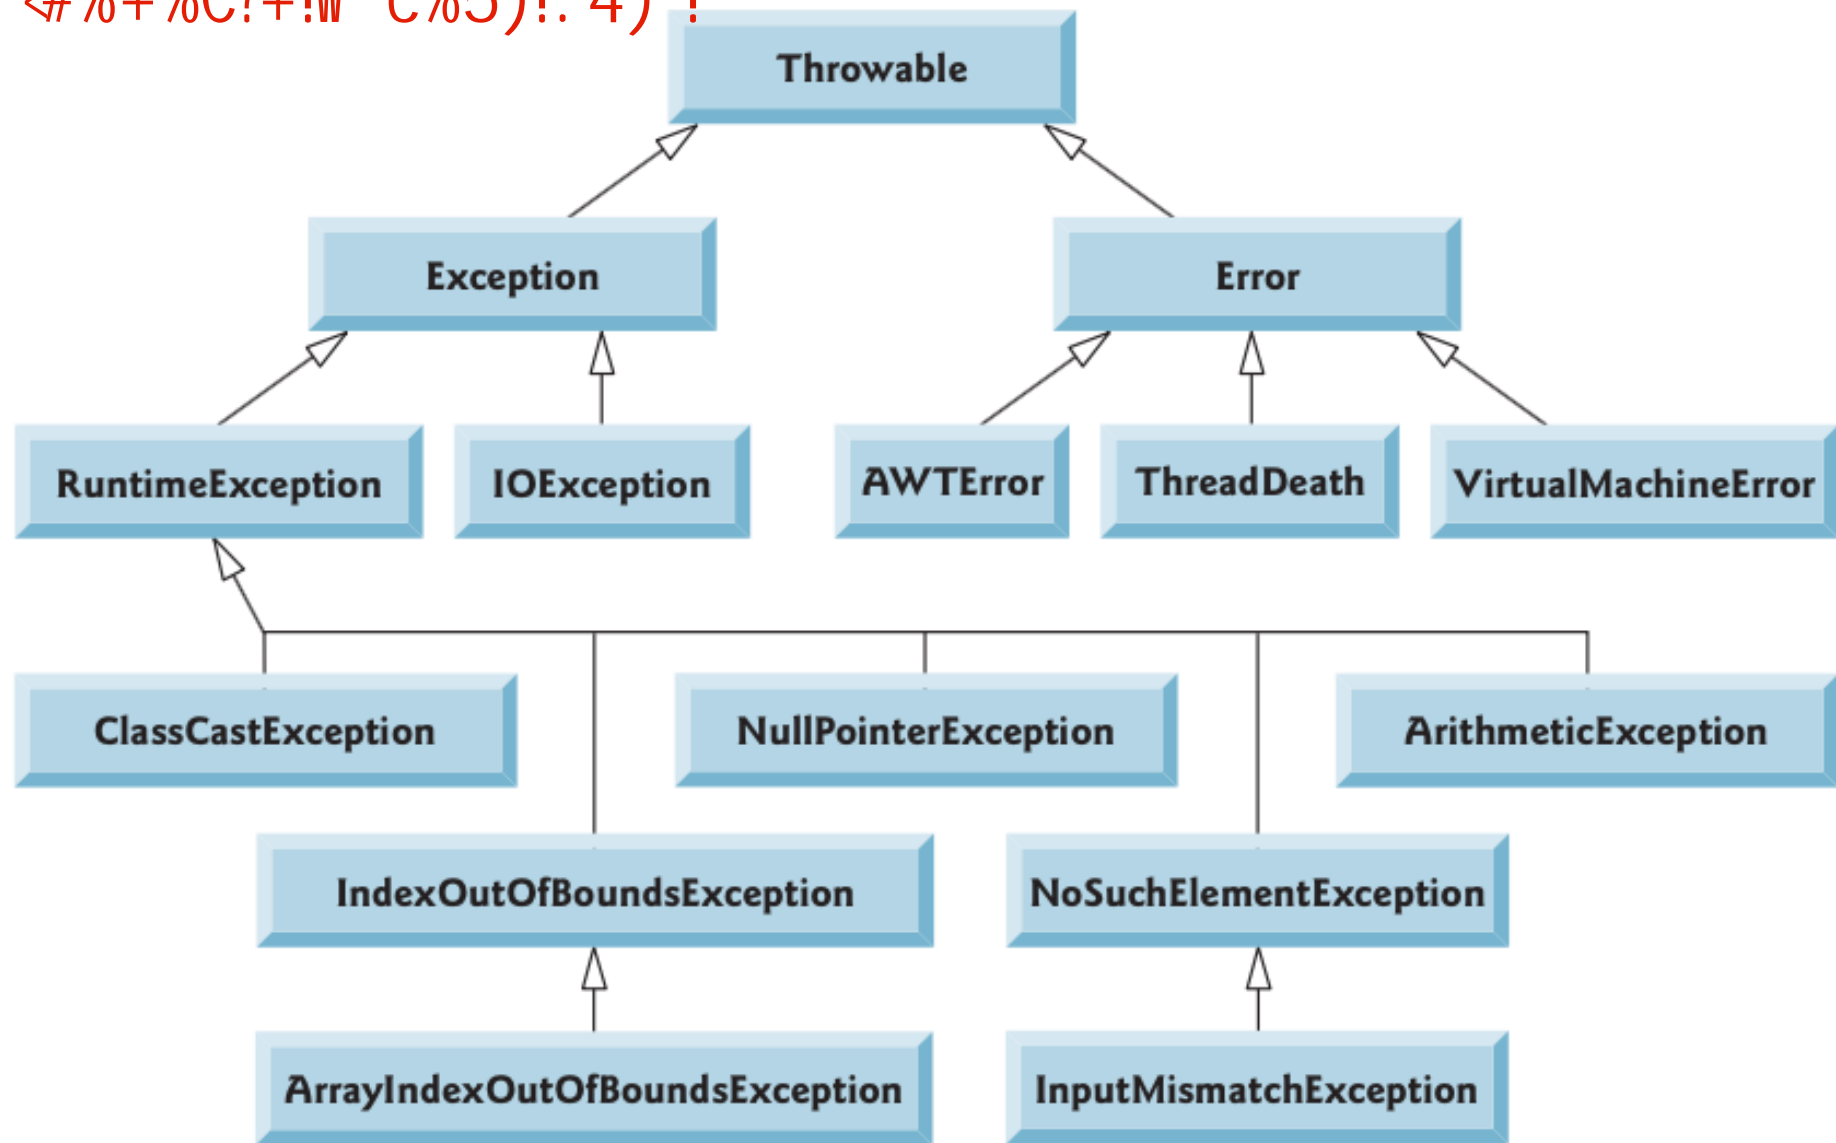 Throwable
Exception
Error
RuntimeException
IOException
AWTError
ThreadDeath
VirtualMachineError
ClassCastException
NullPointerException
ArithmeticException
IndexOutOfBoundsException
NoSuchElementException
ArrayIndexOutOfBoundsException
InputMismatchException